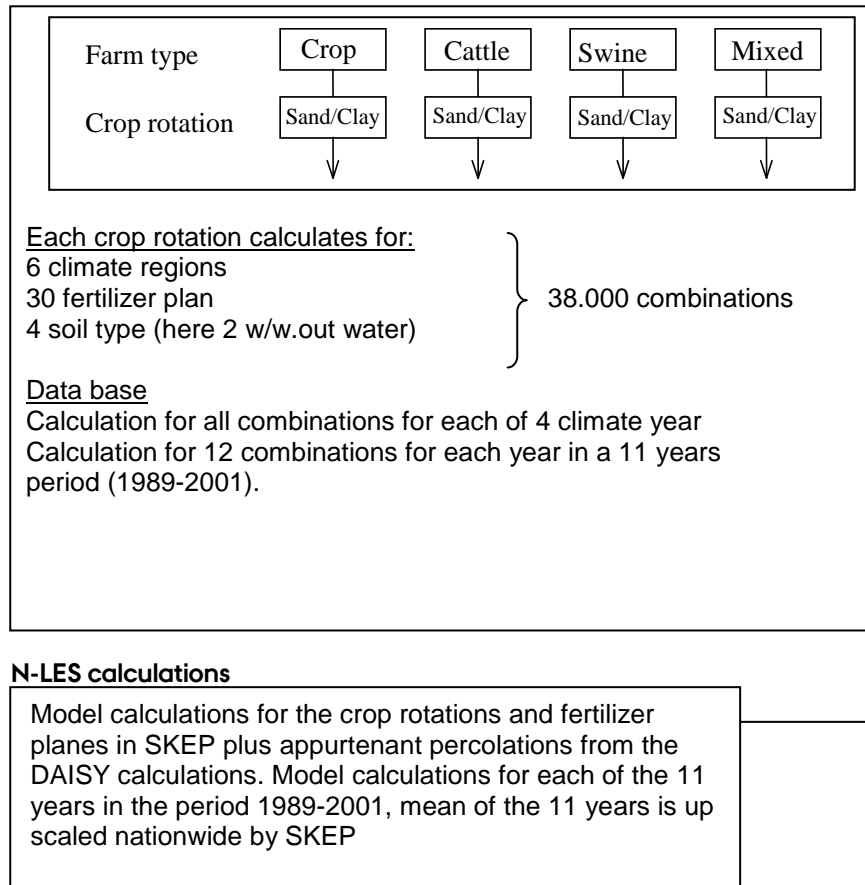 Farm type Crop Cattle Swine Mixed
Crop rotation Sand/Clay Sand/Clay Sand/Clay Sand/Clay
Each crop rotation calculates for:
6 climate regions
30 fertilizer plan 38.000 combinations
4 soil type (here 2 w/w.out water)
Data base
Calculation for all combinations for each of 4 climate year
Calculation for 12 combinations for each year in a 11 years
period (1989-2001).
N-LES calculations
Model calculations for the crop rotations and fertilizer
planes in SKEP plus appurtenant percolations from the
DAISY calculations. Model calculations for each of the 11
years in the period 1989-2001, mean of the 11 years is up
scaled nationwide by SKEP